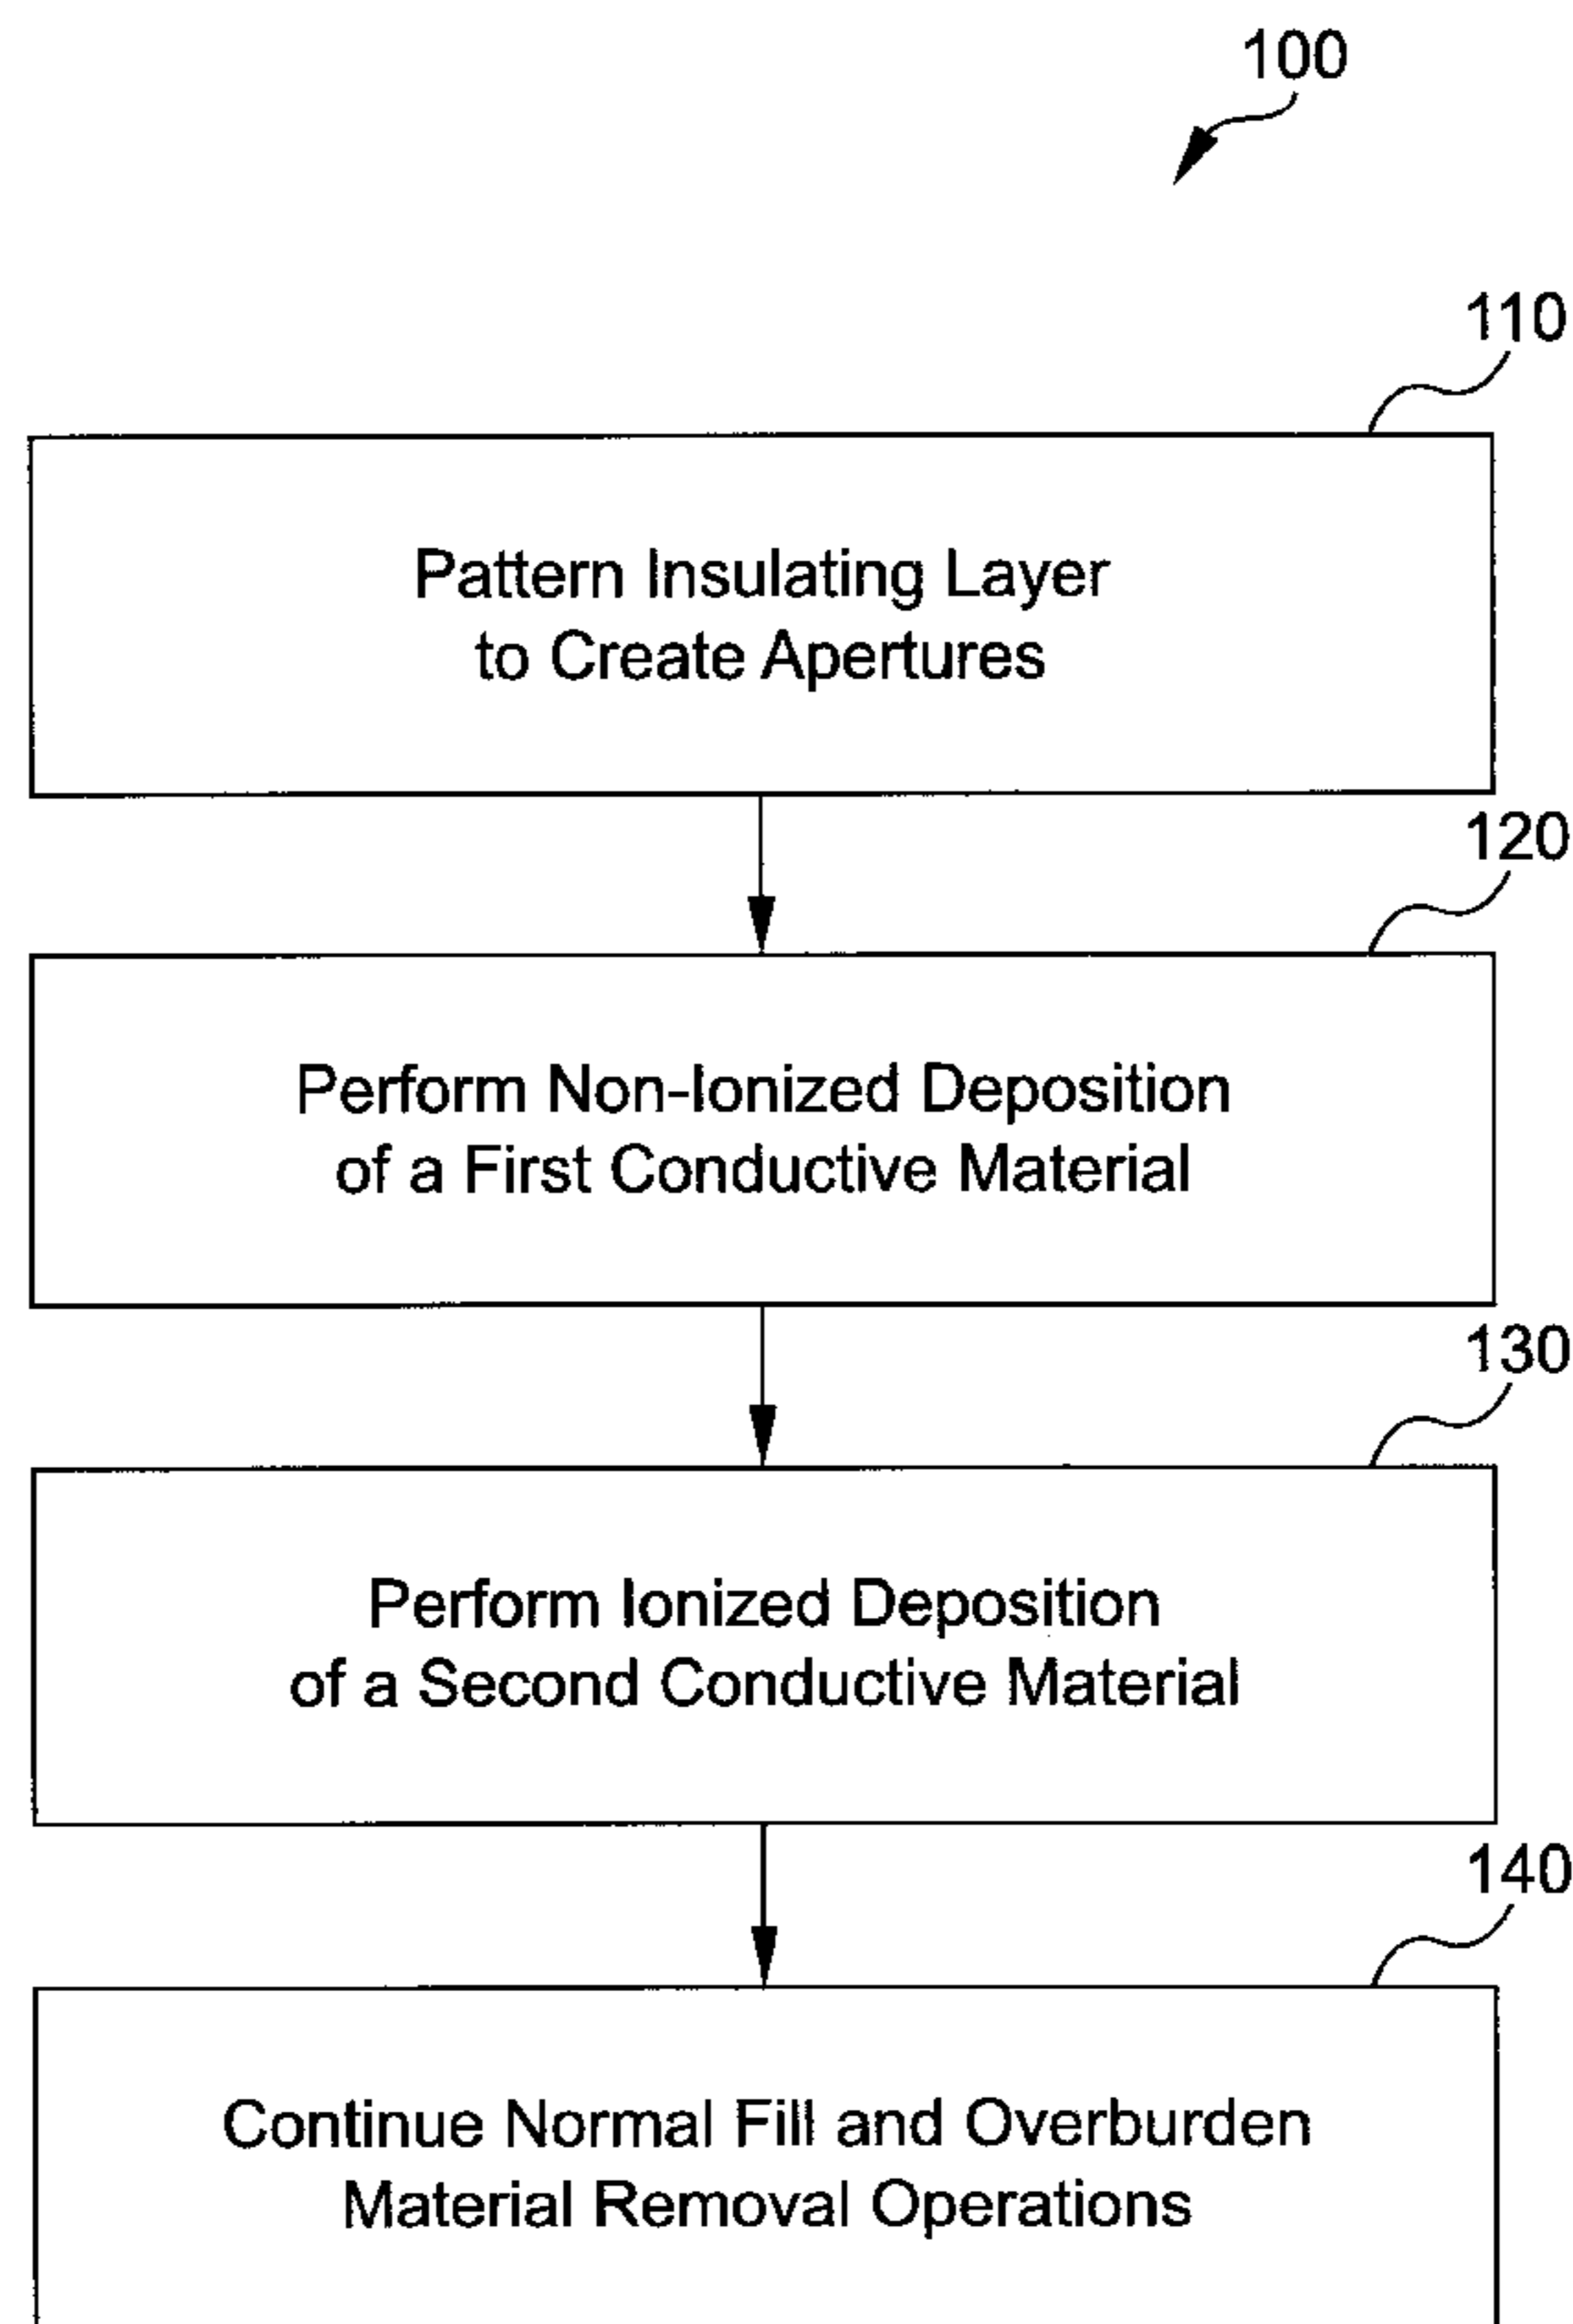 100
110
Pattern Insulating Layer
to Create Apertures
120
Perform Non-Ionized Deposition
of a First Conductive Material
130
Perform Ionized Deposition
of a Second Conductive Material
140
Continue Normal Fill and Overburden
Material Removal Operations